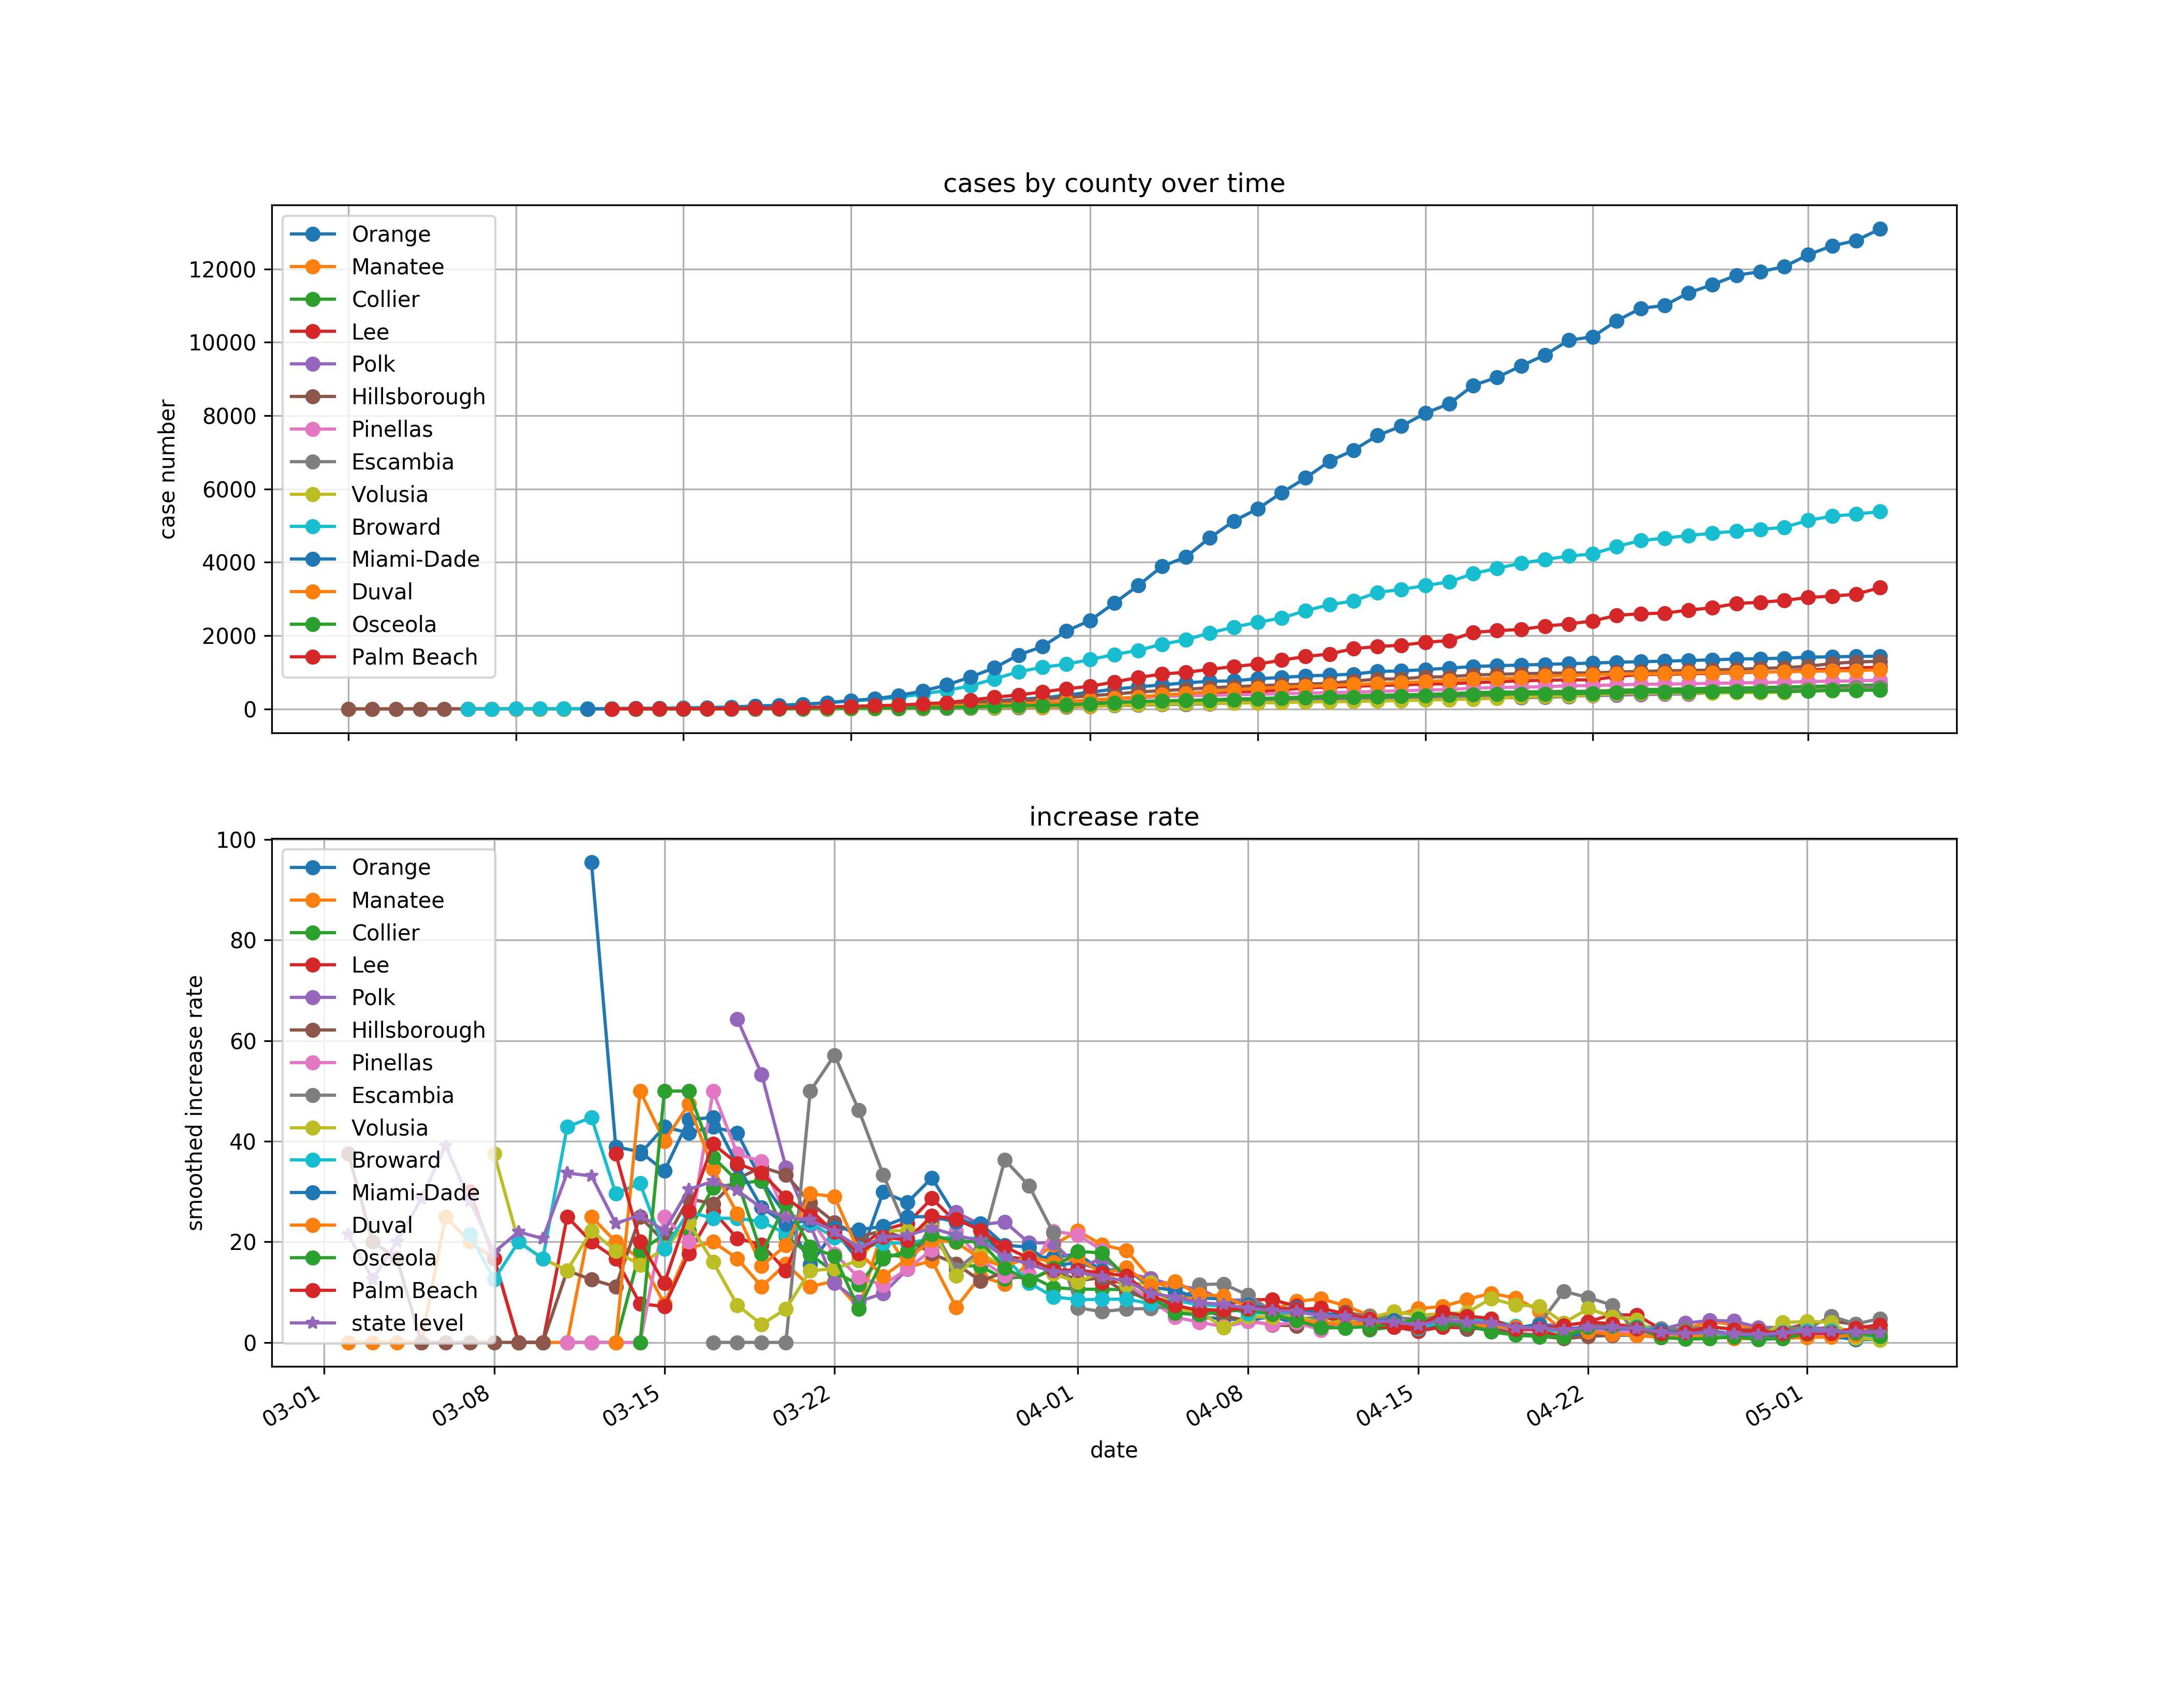 cases by county over time
case number
12000
10000
8000
6000
4000
2000
0
Orange
Manatee
Collier
Lee
Polk
Hillsborough
Pinellas
Escambia
Volusia
Broward
Miami-Dade
Duval
Osceola
Palm Beach
increase rate
smoothed increase rate
100
80
60
40
20
0
Orange
Manatee
Collier
Lee
Polk
Hillsborough
Pinellas
Escambia
Volusia
Broward
Miami-Dade
Duval
Osceola
Palm Beach
state level
03-01 03-08 03-15 03-22 04-01 04-08 04-15 04-22 05-01
date